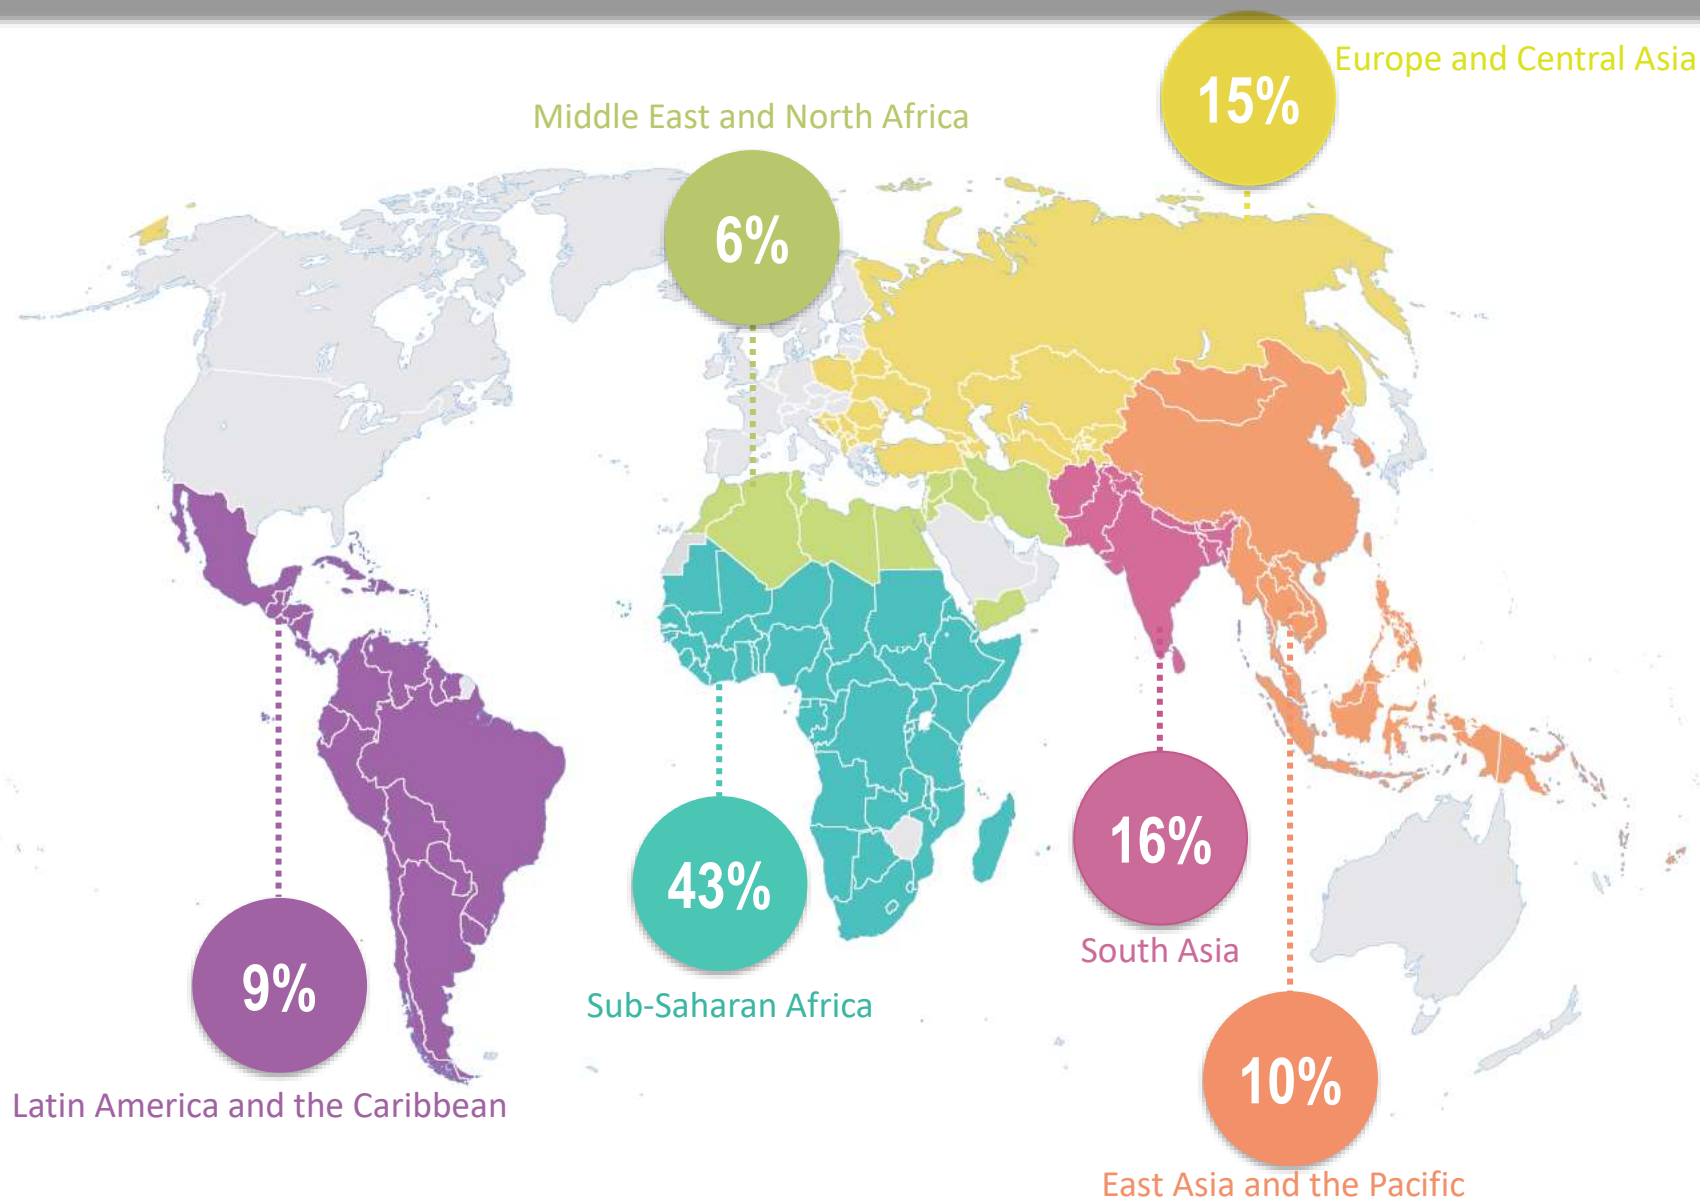 Europe and Central Asia
15%
Middle East and North Africa
6%
16%
South Asia
43%
Sub-Saharan Africa
9%
Latin America and the Caribbean
10%
East Asia and the Pacific